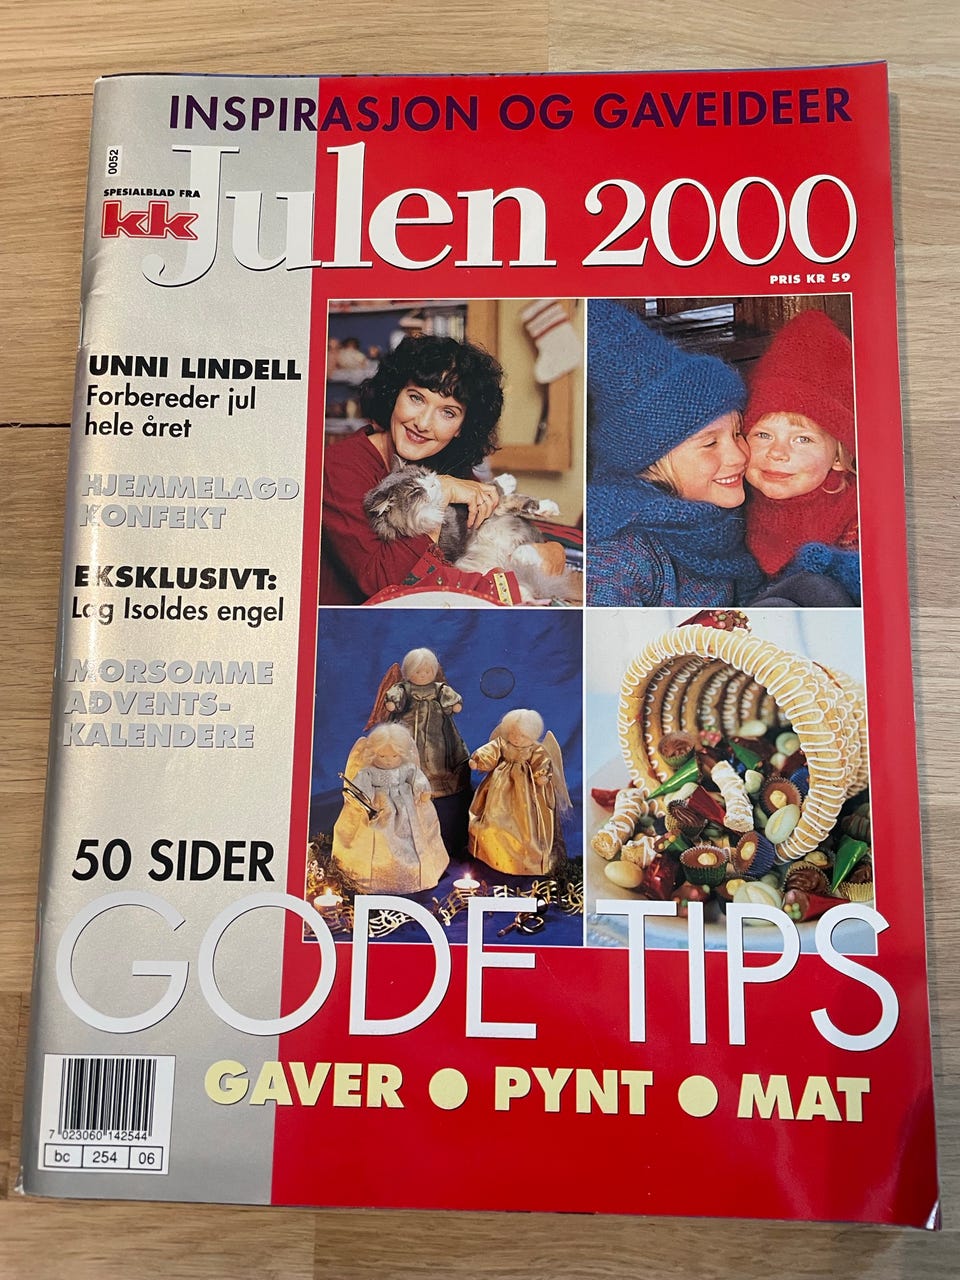 INSPIRASJON OG GAVEIDEER
0052
SPESIALBLAD FRA
kk
Julen 2000
PRIS KR 59
UNNI LINDELL
Forbereder jul
hele året
HJEMMELAGD
KONFEKT
EKSKLUSIVT:
Lag Isoldes engel
MORSOMME
ADVENTS-
KALENDERE
50 SIDER
GODE TIPS
GAVER ● PYNT ● MAT
7 023060 142544
bc 254 06